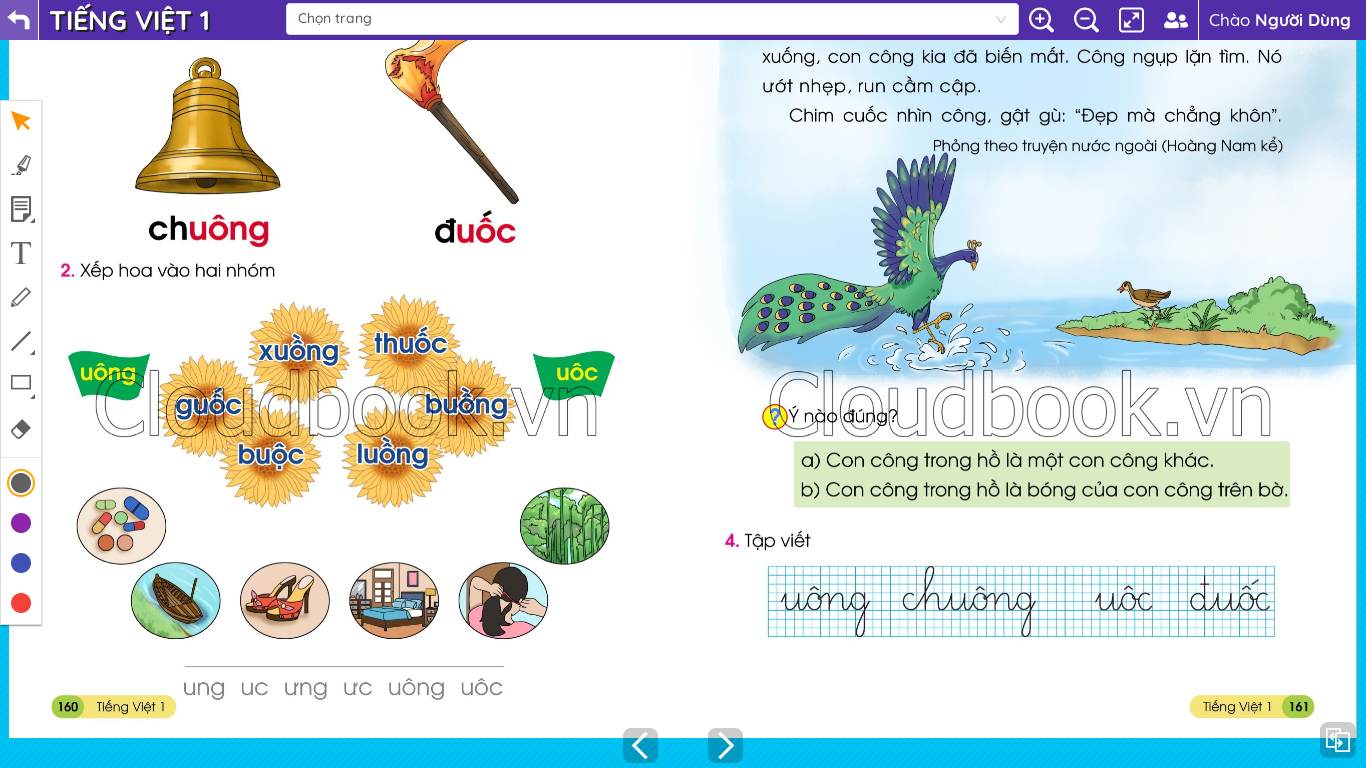 TIẾNG VIỆT 1
Chọn trang
Chào Người Dùng
chuông
đuốc
2. Xếp hoa vào hai nhóm
uông
xuồng
thuốc
uôc
guốc
buồng
buộc
luồng
Cloudbook.vn
ung uc ưng ưc uông uôc
160 Tiếng Việt 1
xuống, con công kia đã biến mất. Công ngụp lặn tìm. Nó
ướt nhẹp, run cầm cập.
Chim cuốc nhìn công, gật gù: “Đẹp mà chẳng khôn”.
Phỏng theo truyện nước ngoài (Hoàng Nam kể)
Cloudbook.vn
? Ý nào đúng?
a) Con công trong hồ là một con công khác.
b) Con công trong hồ là bóng của con công trên bờ.
4. Tập viết
uông chuông uôc đuốc
Tiếng Việt 1 161